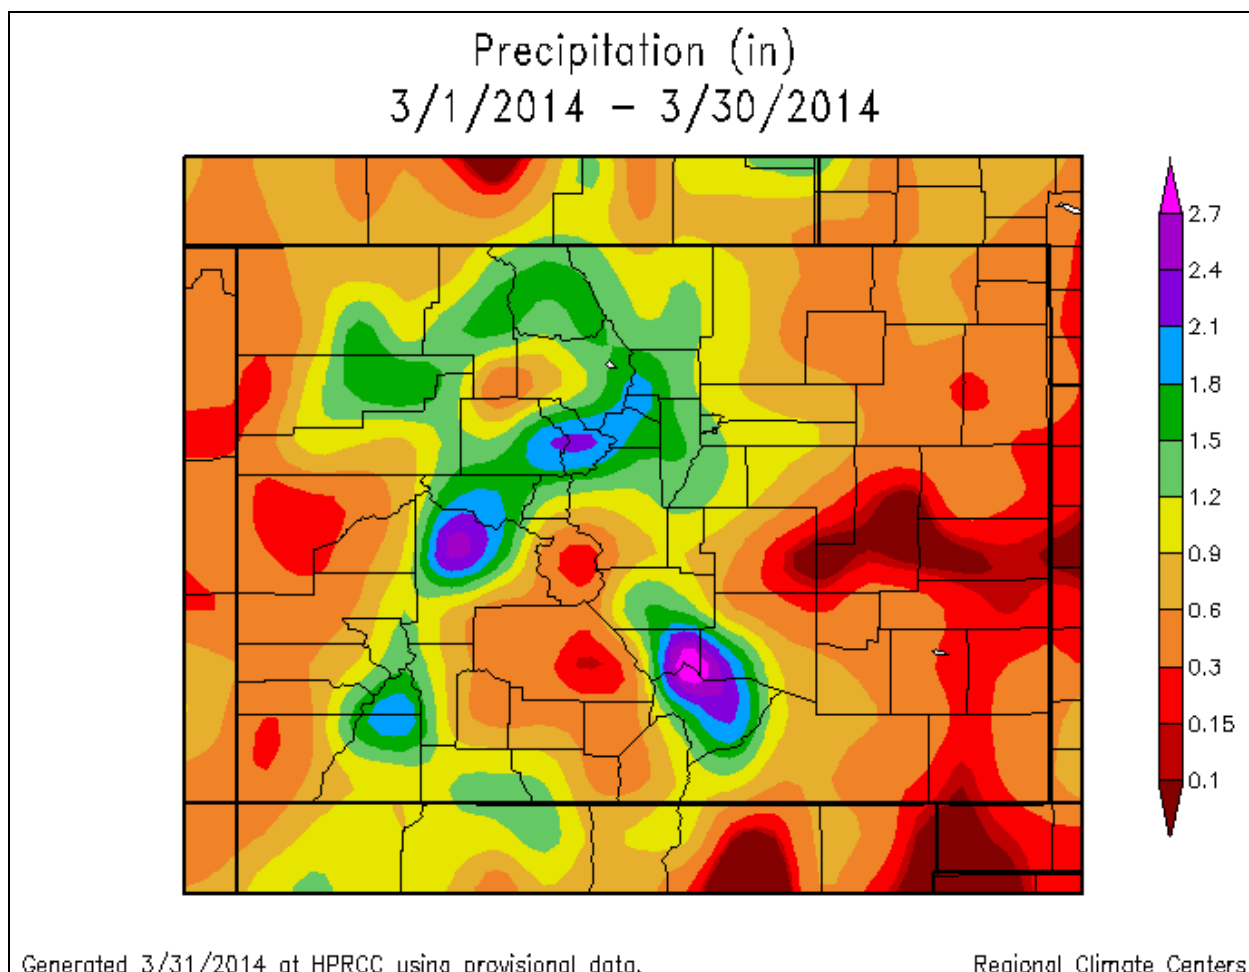 Precipitation (in)
3/1/2014 – 3/30/2014
2.7
2.4
2.1
1.8
1.5
1.2
0.9
0.6
0.3
0.15
0.1
Generated 3/31/2014 at HPRCC using provisional data.
Regional Climate Centers